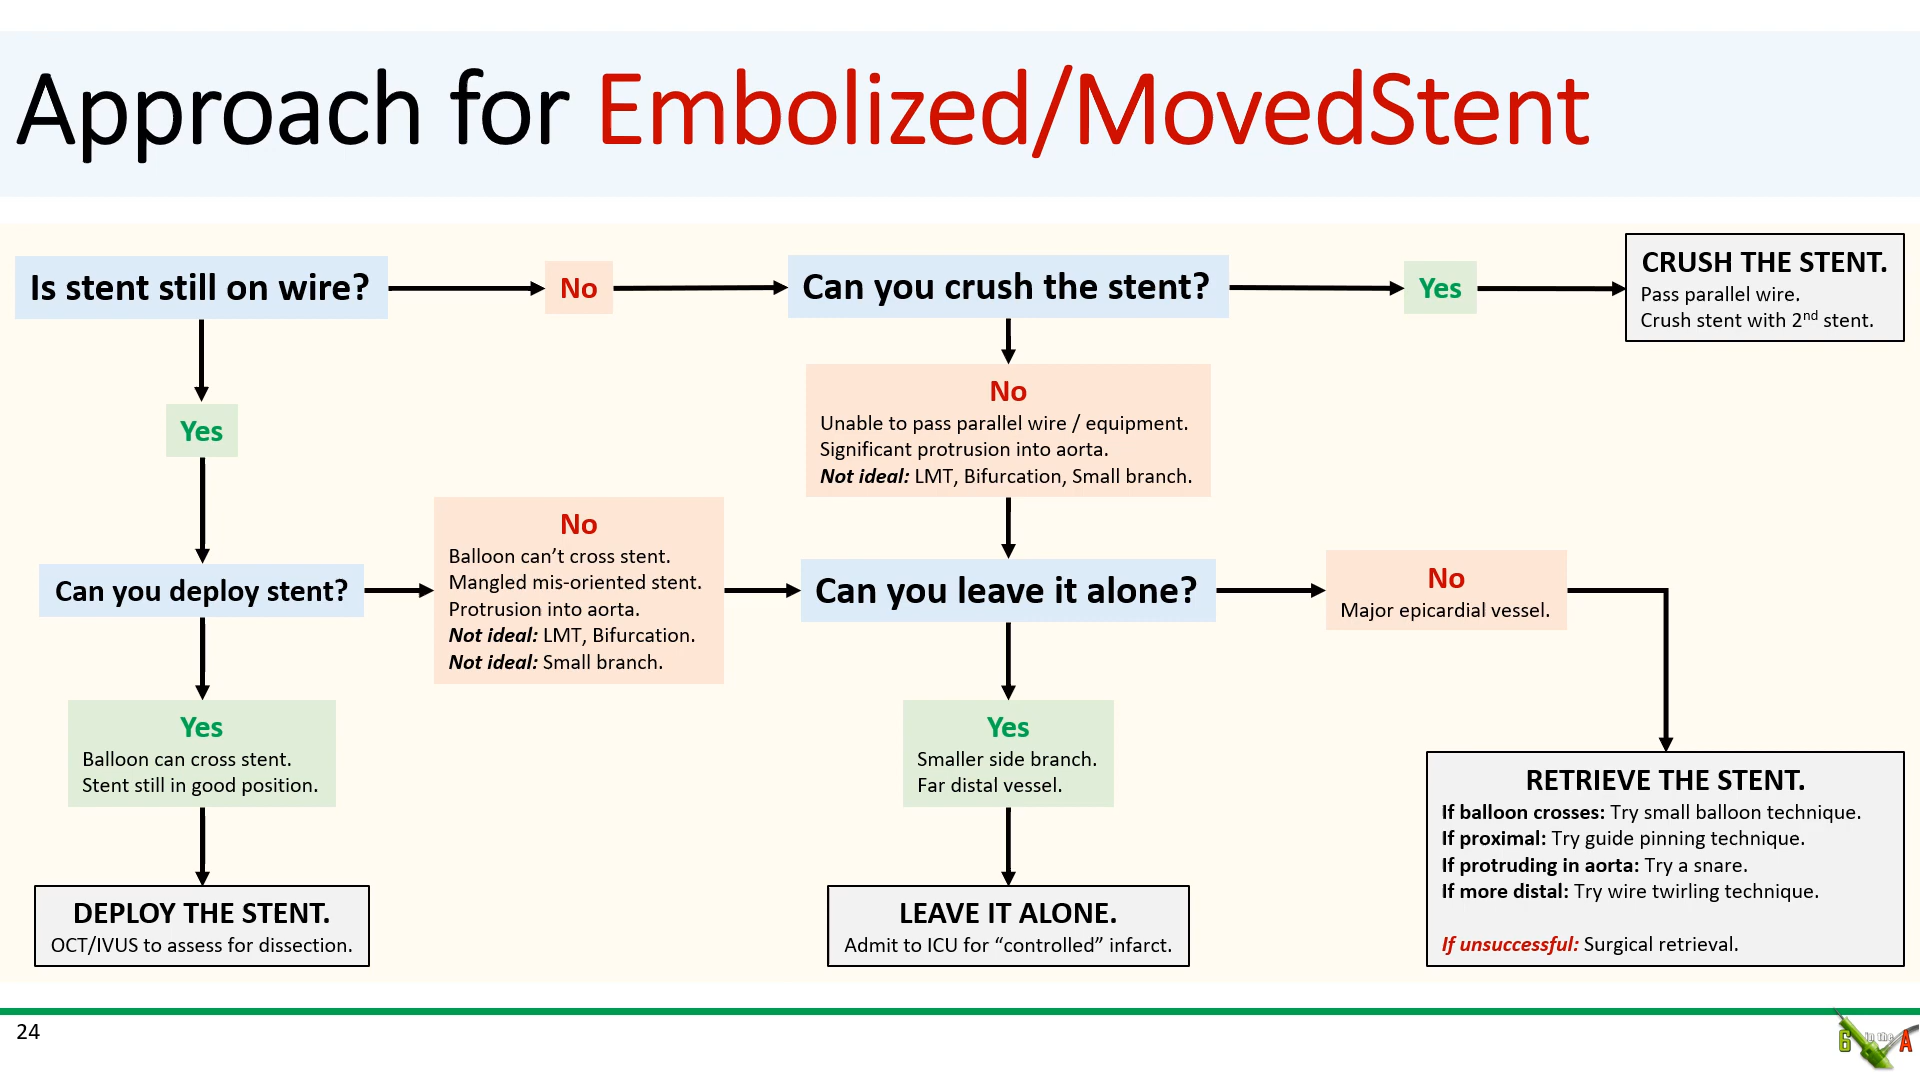 Approach for Embolized/MovedStent
Is stent still on wire?
No
Can you crush the stent?
Yes
CRUSH THE STENT.
Pass parallel wire.
Crush stent with 2nd stent.
No
Unable to pass parallel wire / equipment.
Significant protrusion into aorta.
Not ideal: LMT, Bifurcation, Small branch.
Yes
Can you deploy stent?
No
Balloon can’t cross stent.
Mangled mis-oriented stent.
Protrusion into aorta.
Not ideal: LMT, Bifurcation.
Not ideal: Small branch.
Can you leave it alone?
No
Major epicardial vessel.
Yes
Balloon can cross stent.
Stent still in good position.
Yes
Smaller side branch.
Far distal vessel.
RETRIEVE THE STENT.
If balloon crosses: Try small balloon technique.
If proximal: Try guide pinning technique.
If protruding in aorta: Try a snare.
If more distal: Try wire twirling technique.
If unsuccessful: Surgical retrieval.
DEPLOY THE STENT.
OCT/IVUS to assess for dissection.
LEAVE IT ALONE.
Admit to ICU for “controlled” infarct.
24
6 in the A